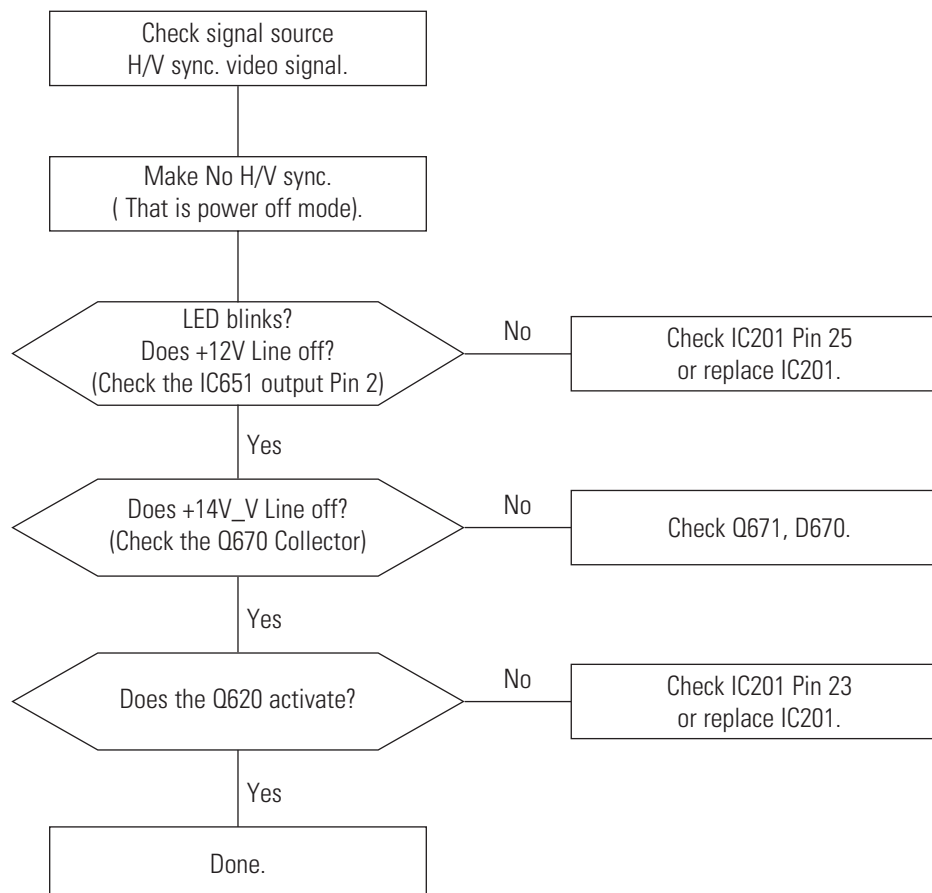 Check signal source
H/V sync. video signal.
Make No H/V sync.
( That is power off mode).
LED blinks?
Does +12V Line off?
(Check the IC651 output Pin 2)
No
Check IC201 Pin 25
or replace IC201.
Yes
Does +14V_V Line off?
(Check the Q670 Collector)
No
Check Q671, D670.
Yes
Does the Q620 activate?
No
Check IC201 Pin 23
or replace IC201.
Yes
Done.